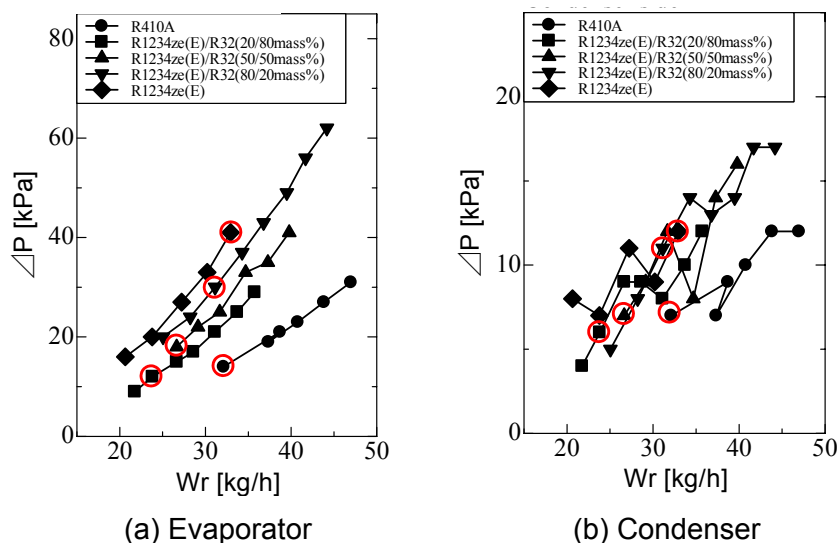 R410A
R1234ze(E)/R32(20/80mass%)
R1234ze(E)/R32(50/50mass%)
R1234ze(E)/R32(80/20mass%)
R1234ze(E)
80
60
40
20
0
⊿P [kPa]
20 30 40 50
Wr [kg/h]
(a) Evaporator
R410A
R1234ze(E)/R32(20/80mass%)
R1234ze(E)/R32(50/50mass%)
R1234ze(E)/R32(80/20mass%)
R1234ze(E)
20
10
0
⊿P [kPa]
20 30 40 50
Wr [kg/h]
(b) Condenser